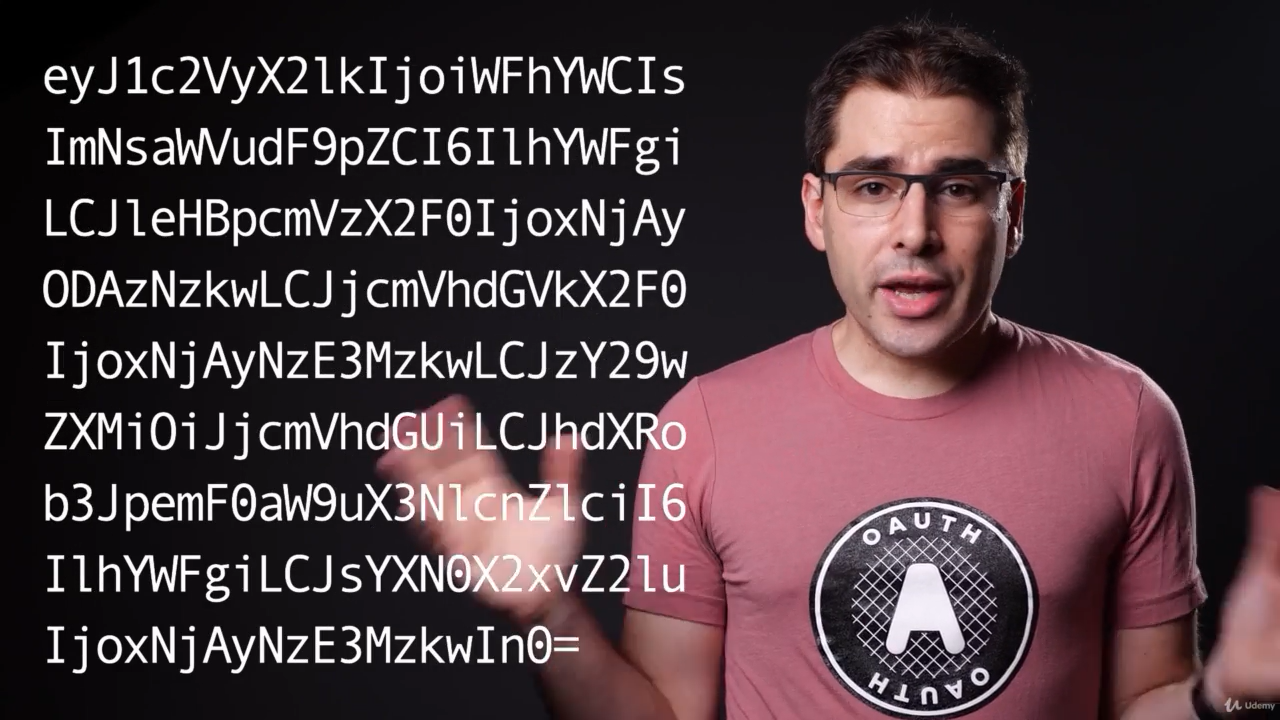 eyJ1c2VyX2lkIjoiWFhYWCIs
ImNsaWVudF9pZCI6IlhYWFgi
LCJleHBpcmVzX2F0IjoxNjAy
ODAzNzkwLCJjcmVhdGVkX2F0
IjoxNjAyNzE3MzkwLCJzY29w
ZXMiOiJjcmVhdGUiLCJhdXRo
b3JpemF0aW9uX3NlcnZlciI6
IlhYWFgiLCJsYXN0X2xvZ2lu
IjoxNjAyNzE3MzkwIn0=
OAUTH
OAUTH
Udemy